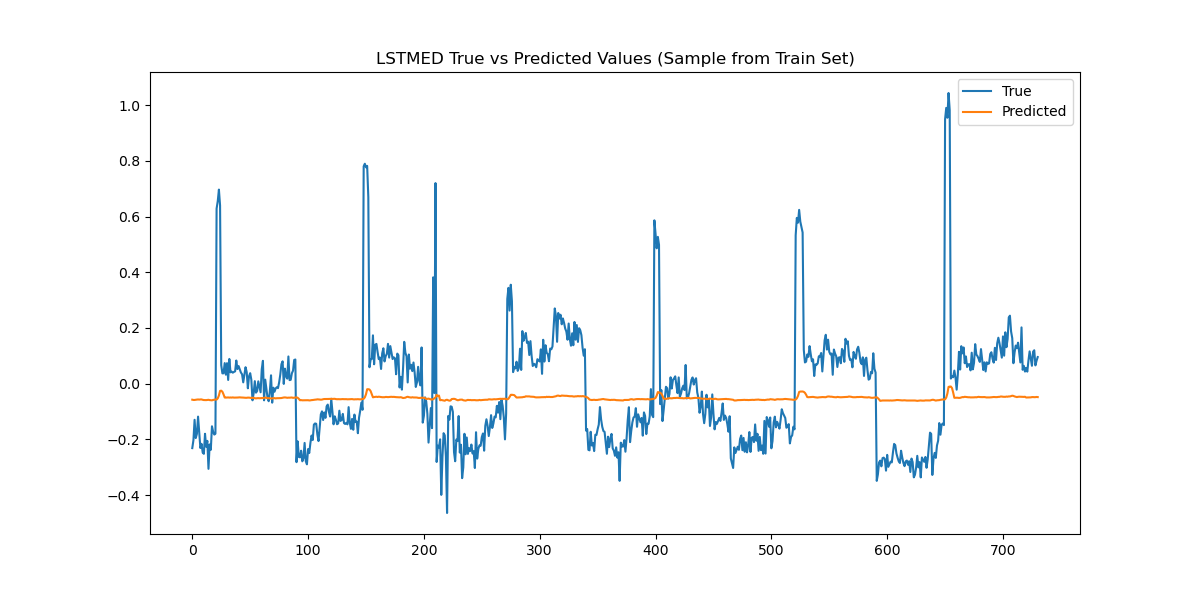 LSTMED True vs Predicted Values (Sample from Train Set)
True
Predicted
1.0
0.8
0.6
0.4
0.2
0.0
−0.2
−0.4
0 100 200 300 400 500 600 700